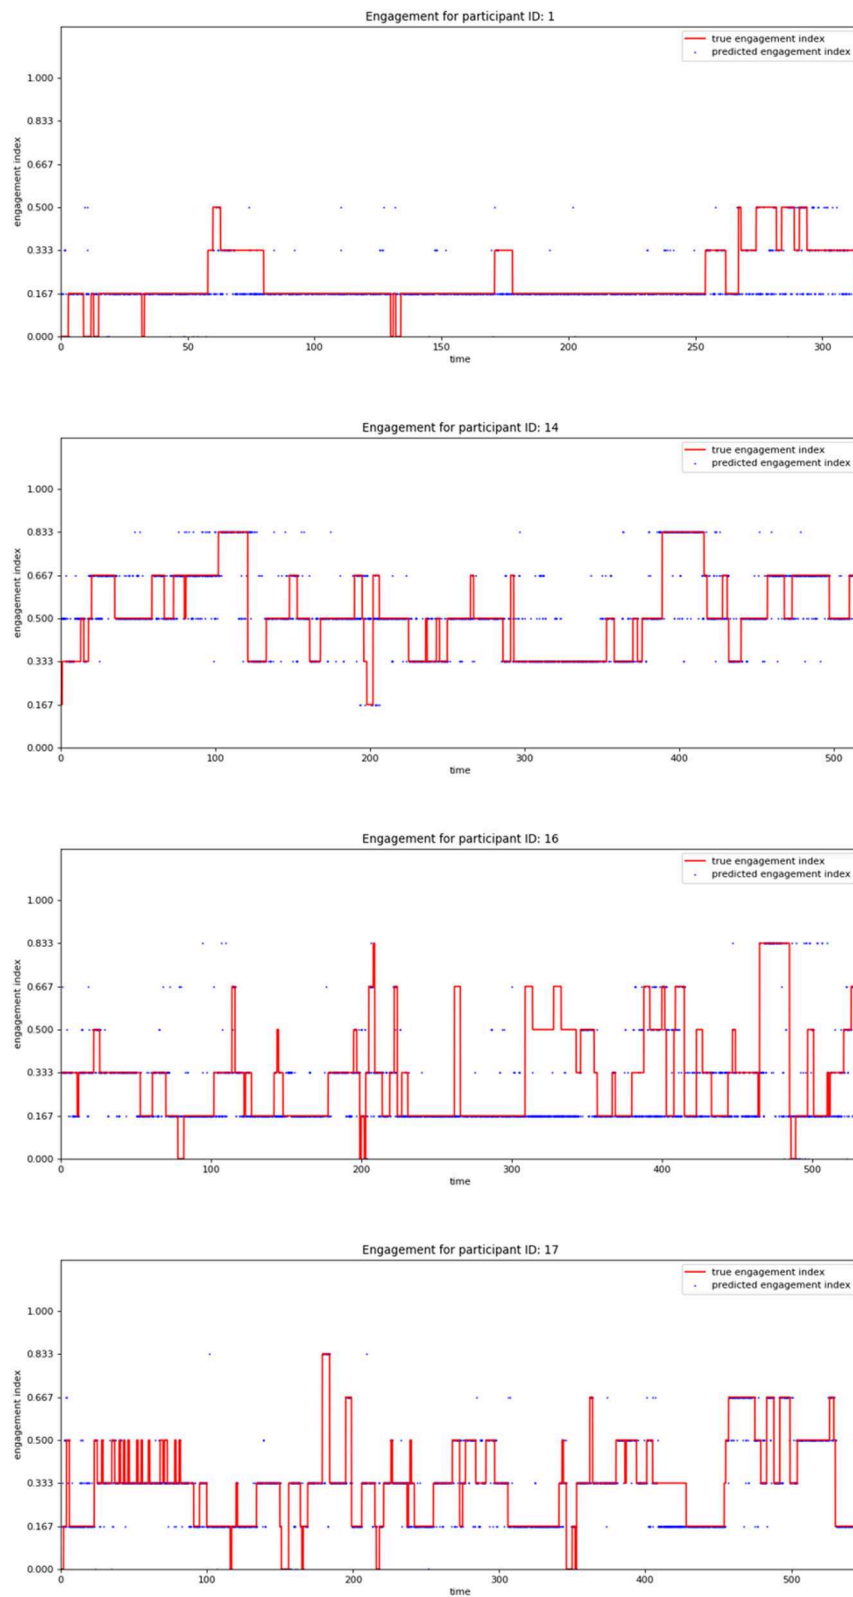 Engagement for participant ID: 1
true engagement index
predicted engagement index
1.000
0.833
0.667
0.500
0.333
0.167
0.000
engagement index
0 50 100 150 200 250 300
time
Engagement for participant ID: 14
true engagement index
predicted engagement index
1.000
0.833
0.667
0.500
0.333
0.167
0.000
engagement index
0 100 200 300 400 500
time
Engagement for participant ID: 16
true engagement index
predicted engagement index
1.000
0.833
0.667
0.500
0.333
0.167
0.000
engagement index
0 100 200 300 400 500
time
Engagement for participant ID: 17
true engagement index
predicted engagement index
1.000
0.833
0.667
0.500
0.333
0.167
0.000
engagement index
0 100 200 300 400 500
time